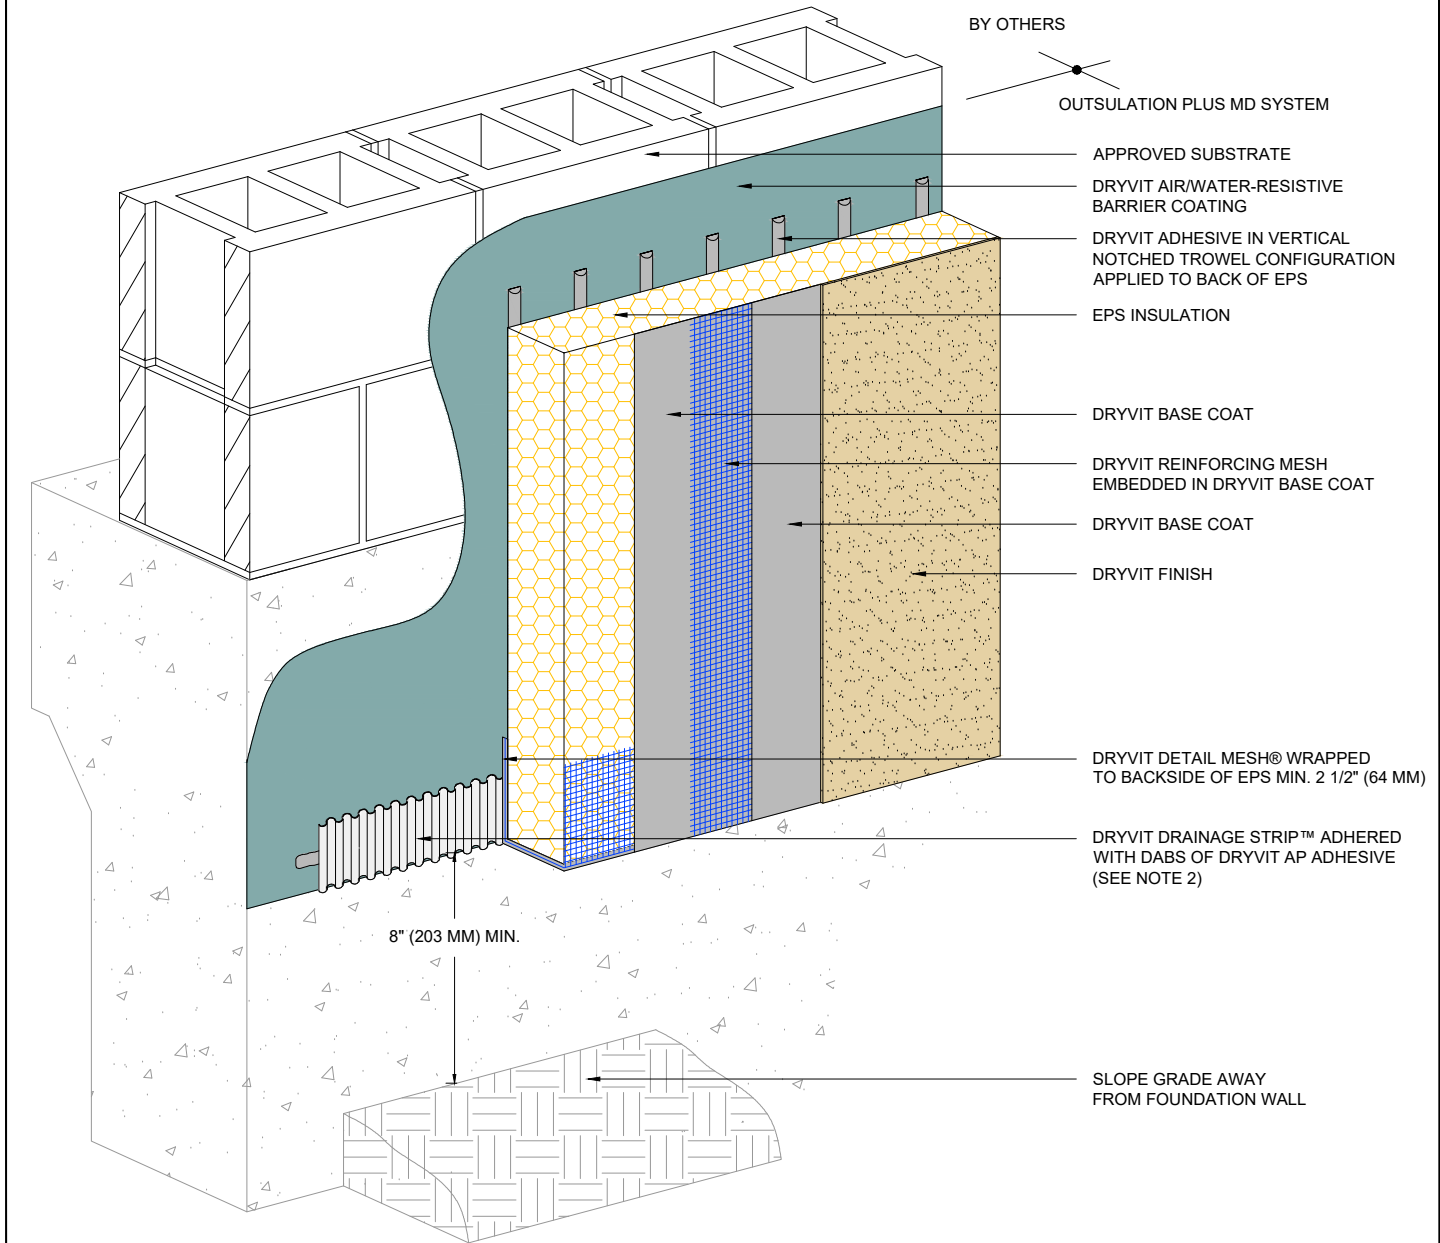 BY OTHERS
OUTSULATION PLUS MD SYSTEM
APPROVED SUBSTRATE
DRYVIT AIR/WATER-RESISTIVE
BARRIER COATING
DRYVIT ADHESIVE IN VERTICAL
NOTCHED TROWEL CONFIGURATION
APPLIED TO BACK OF EPS
EPS INSULATION
DRYVIT BASE COAT
DRYVIT REINFORCING MESH
EMBEDDED IN DRYVIT BASE COAT
DRYVIT BASE COAT
DRYVIT FINISH
DRYVIT DETAIL MESH® WRAPPED
TO BACKSIDE OF EPS MIN. 2 1/2" (64 MM)
DRYVIT DRAINAGE STRIP™ ADHERED
WITH DABS OF DRYVIT AP ADHESIVE
(SEE NOTE 2)
8" (203 MM) MIN.
SLOPE GRADE AWAY
FROM FOUNDATION WALL